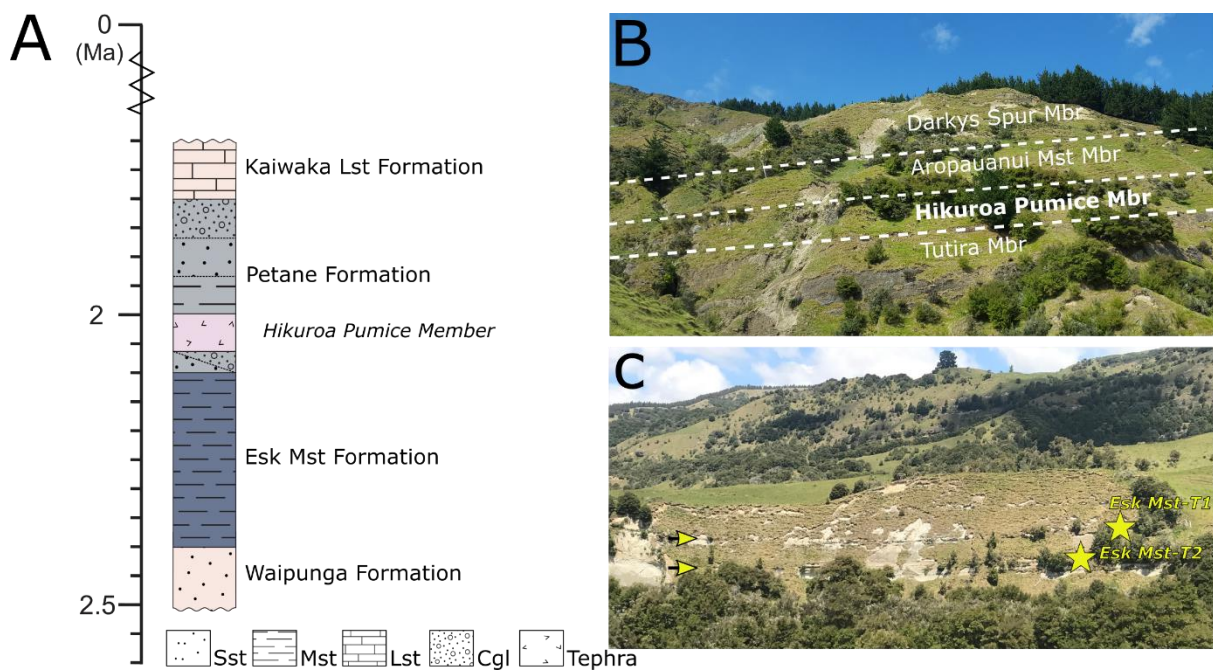 A
0
(Ma)
Kaiwaka Lst Formation
Petane Formation
2
Hikuroa Pumice Member
Esk Mst Formation
Waipunga Formation
2.5
Sst
Mst
Lst
Cgl
Tephra
B
Darkys Spur Mbr
Aropauanui Mst Mbr
Hikuroa Pumice Mbr
Tutira Mbr
C
Esk Mst-T1
Esk Mst-T2